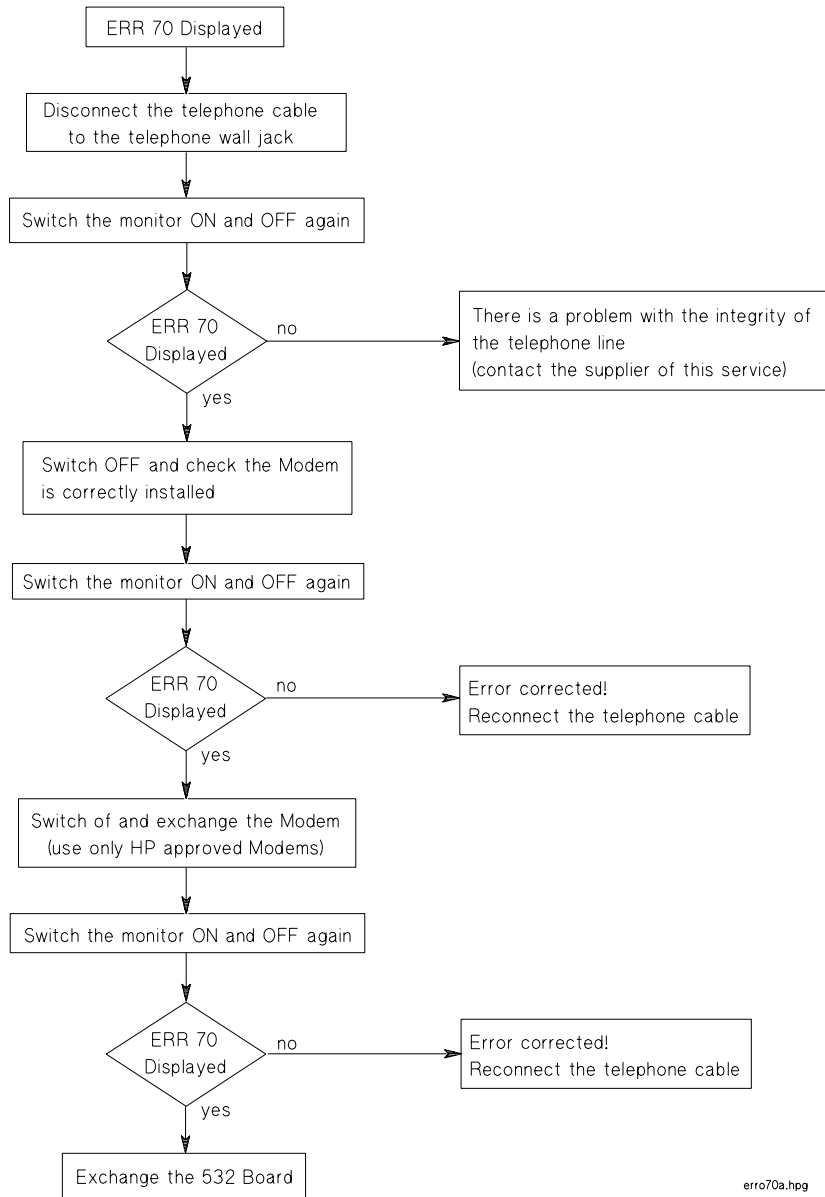 ERR 70 Displayed
Disconnect the telephone cable
to the telephone wall jack
Switch the monitor ON and OFF again
ERR 70
Displayed
no
There is a problem with the integrity of
the telephone line
(contact the supplier of this service)
yes
Switch OFF and check the Modem
is correctly installed
Switch the monitor ON and OFF again
ERR 70
Displayed
no
Error corrected!
Reconnect the telephone cable
yes
Switch of and exchange the Modem
(use only HP approved Modems)
Switch the monitor ON and OFF again
ERR 70
Displayed
no
Error corrected!
Reconnect the telephone cable
yes
Exchange the 532 Board
erro70a.hpg